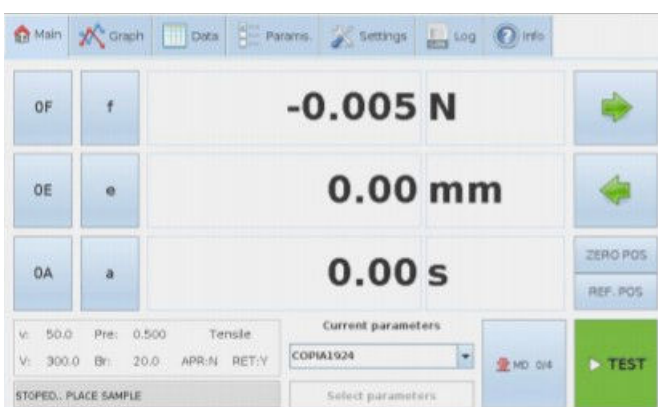 Main Graph Data Params. Settings Log Info
0F f -0.005 N
0E e 0.00 mm
0A a 0.00 s
ZERO POS
REF. POS
v: 50.0 Pre: 0.500 Tensile
V: 300.0 Br: 20.0 APR:N RET:Y
Current parameters
COPIA1924
Select parameters
MD 0/4
TEST
STOPED.. PLACE SAMPLE